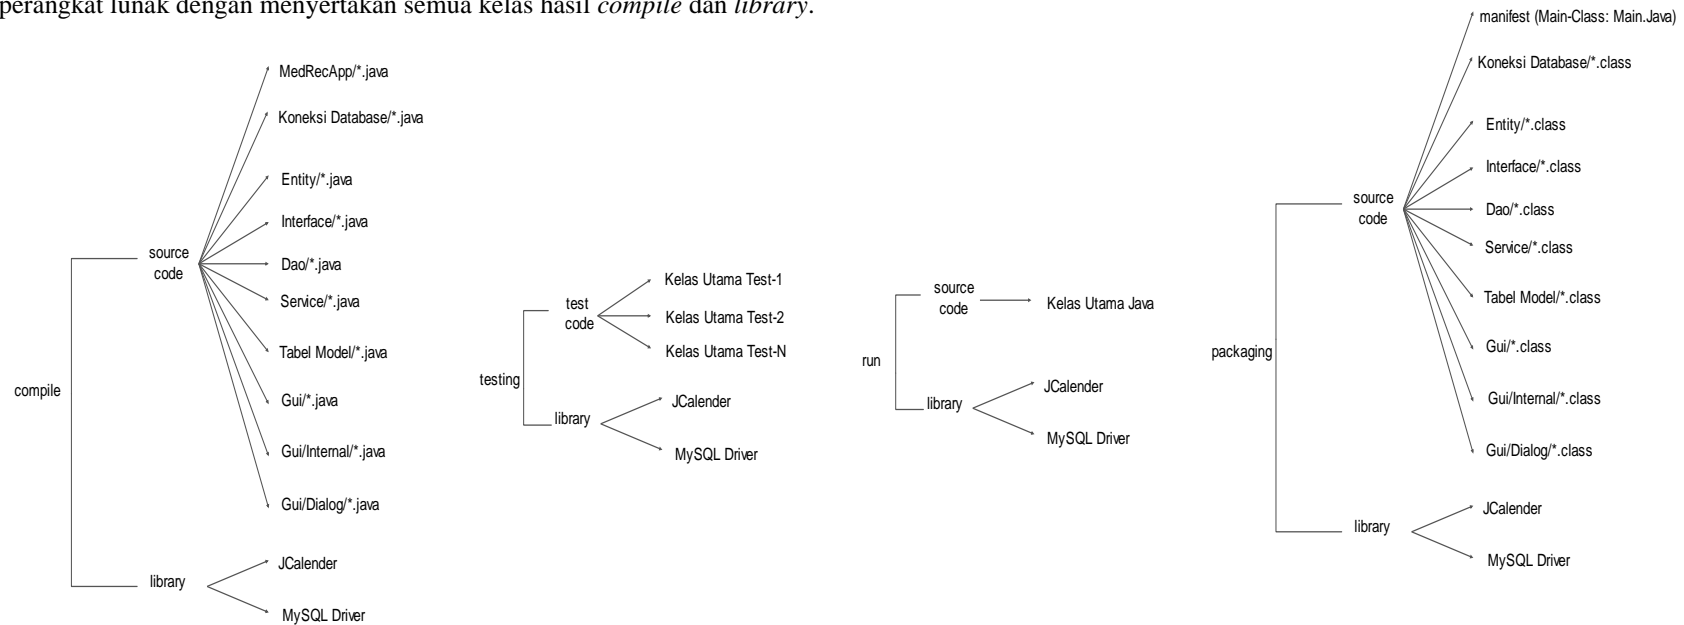 perangkat lunak dengan menyertakan semua kelas hasil compile dan library.
compile
source
code
MedRecApp/*.java
Koneksi Database/*.java
Entity/*.java
Interface/*.java
Dao/*.java
Service/*.java
Tabel Model/*.java
Gui/*.java
Gui/Internal/*.java
Gui/Dialog/*.java
library
JCalender
MySQL Driver
testing
test
code
Kelas Utama Test-1
Kelas Utama Test-2
Kelas Utama Test-N
library
JCalender
MySQL Driver
run
source
code
Kelas Utama Java
library
JCalender
MySQL Driver
packaging
source
code
manifest (Main-Class: Main.Java)
Koneksi Database/*.class
Entity/*.class
Interface/*.class
Dao/*.class
Service/*.class
Tabel Model/*.class
Gui/*.class
Gui/Internal/*.class
Gui/Dialog/*.class
library
JCalender
MySQL Driver